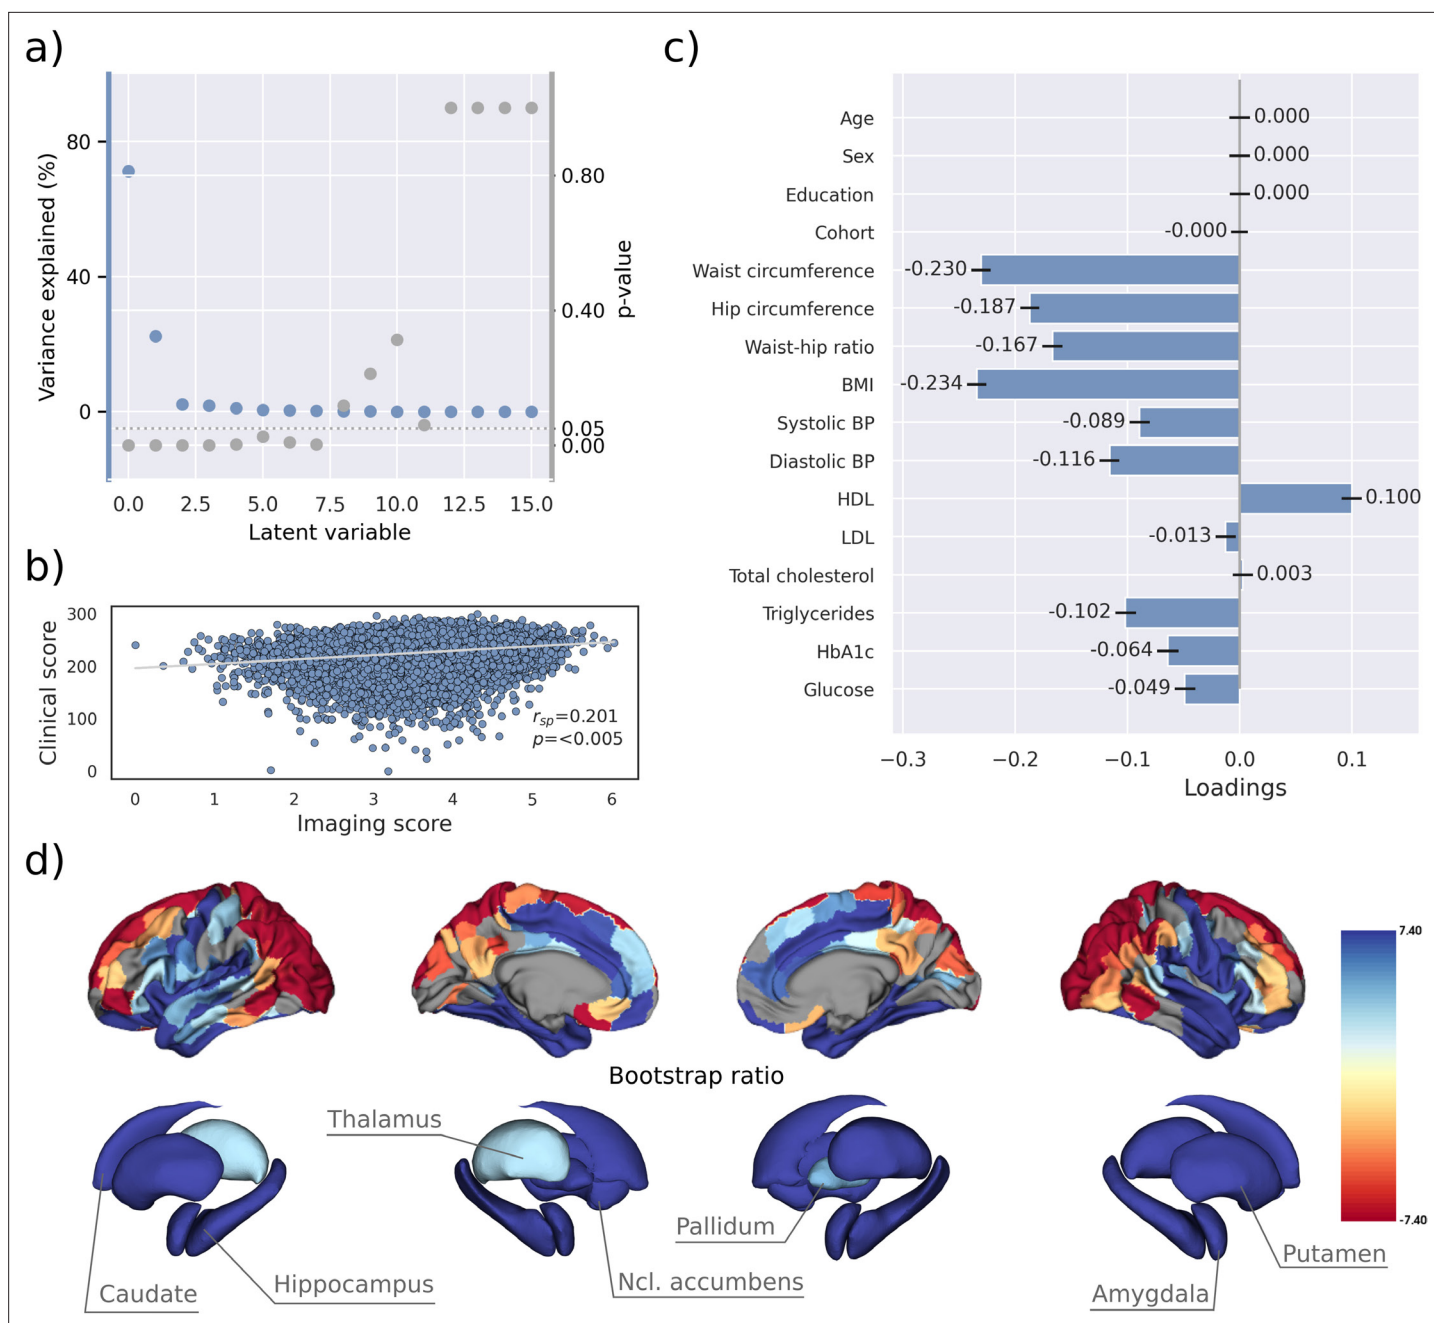 a)
80
40
0
Variance explained (%)
0.80
0.40
0.05
0.00
p-value
0.0 2.5 5.0 7.5 10.0 12.5 15.0
Latent variable
b)
300
200
100
0
Clinical score
rsp=0.201
p=<0.005
0 1 2 3 4 5 6
Imaging score
c)
Age 0.000
Sex 0.000
Education 0.000
Cohort -0.000
Waist circumference -0.230
Hip circumference -0.187
Waist-hip ratio -0.167
BMI -0.234
Systolic BP -0.089
Diastolic BP -0.116
HDL 0.100
LDL -0.013
Total cholesterol 0.003
Triglycerides -0.102
HbA1c -0.064
Glucose -0.049
−0.3 −0.2 −0.1 0.0 0.1
Loadings
d)
7.40
-7.40
Bootstrap ratio
Thalamus
Pallidum
Putamen
Caudate
Hippocampus
Ncl. accumbens
Amygdala